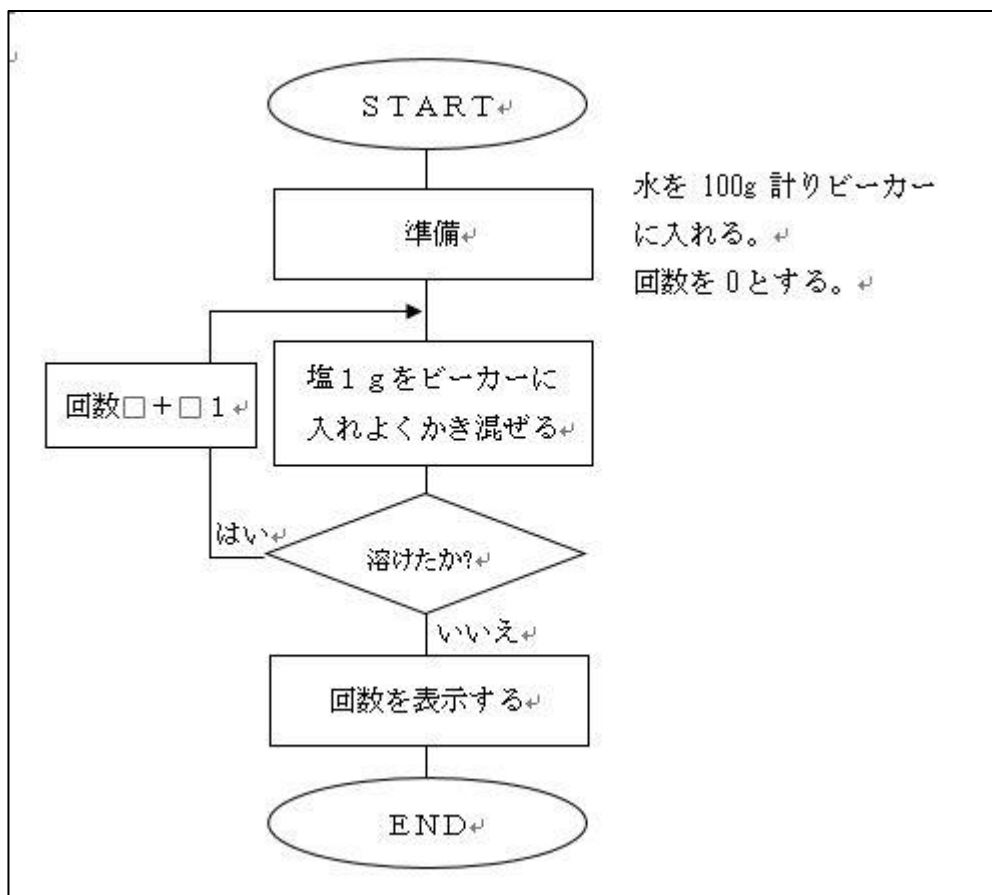 START↵
準備↵
水を 100g 計りビーカー
に入れる。↵
回数を 0とする。↵
塩1gをビーカーに
入れよくかき混ぜる↵
回数□+□1↵
はい↵
溶けたか?↵
いいえ↵
回数を表示する↵
END↵